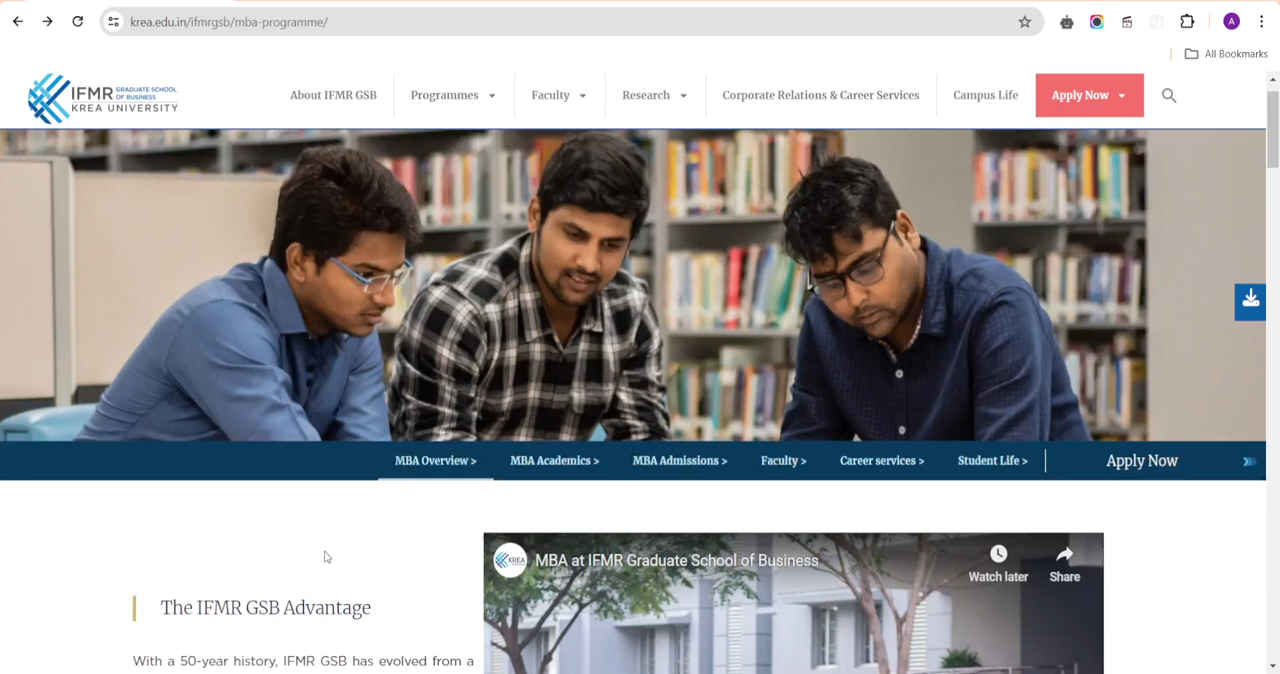 krea.edu.in/ifmrgsb/mba-programme/
A
All Bookmarks
IFMR GRADUATE SCHOOL OF BUSINESS
KREA UNIVERSITY
About IFMR GSB
Programmes
Faculty
Research
Corporate Relations & Career Services
Campus Life
Apply Now
MBA Overview >
MBA Academics >
MBA Admissions >
Faculty >
Career services >
Student Life >
Apply Now
KREA
MBA at IFMR Graduate School of Business
Watch later
Share
The IFMR GSB Advantage
With a 50-year history, IFMR GSB has evolved from a